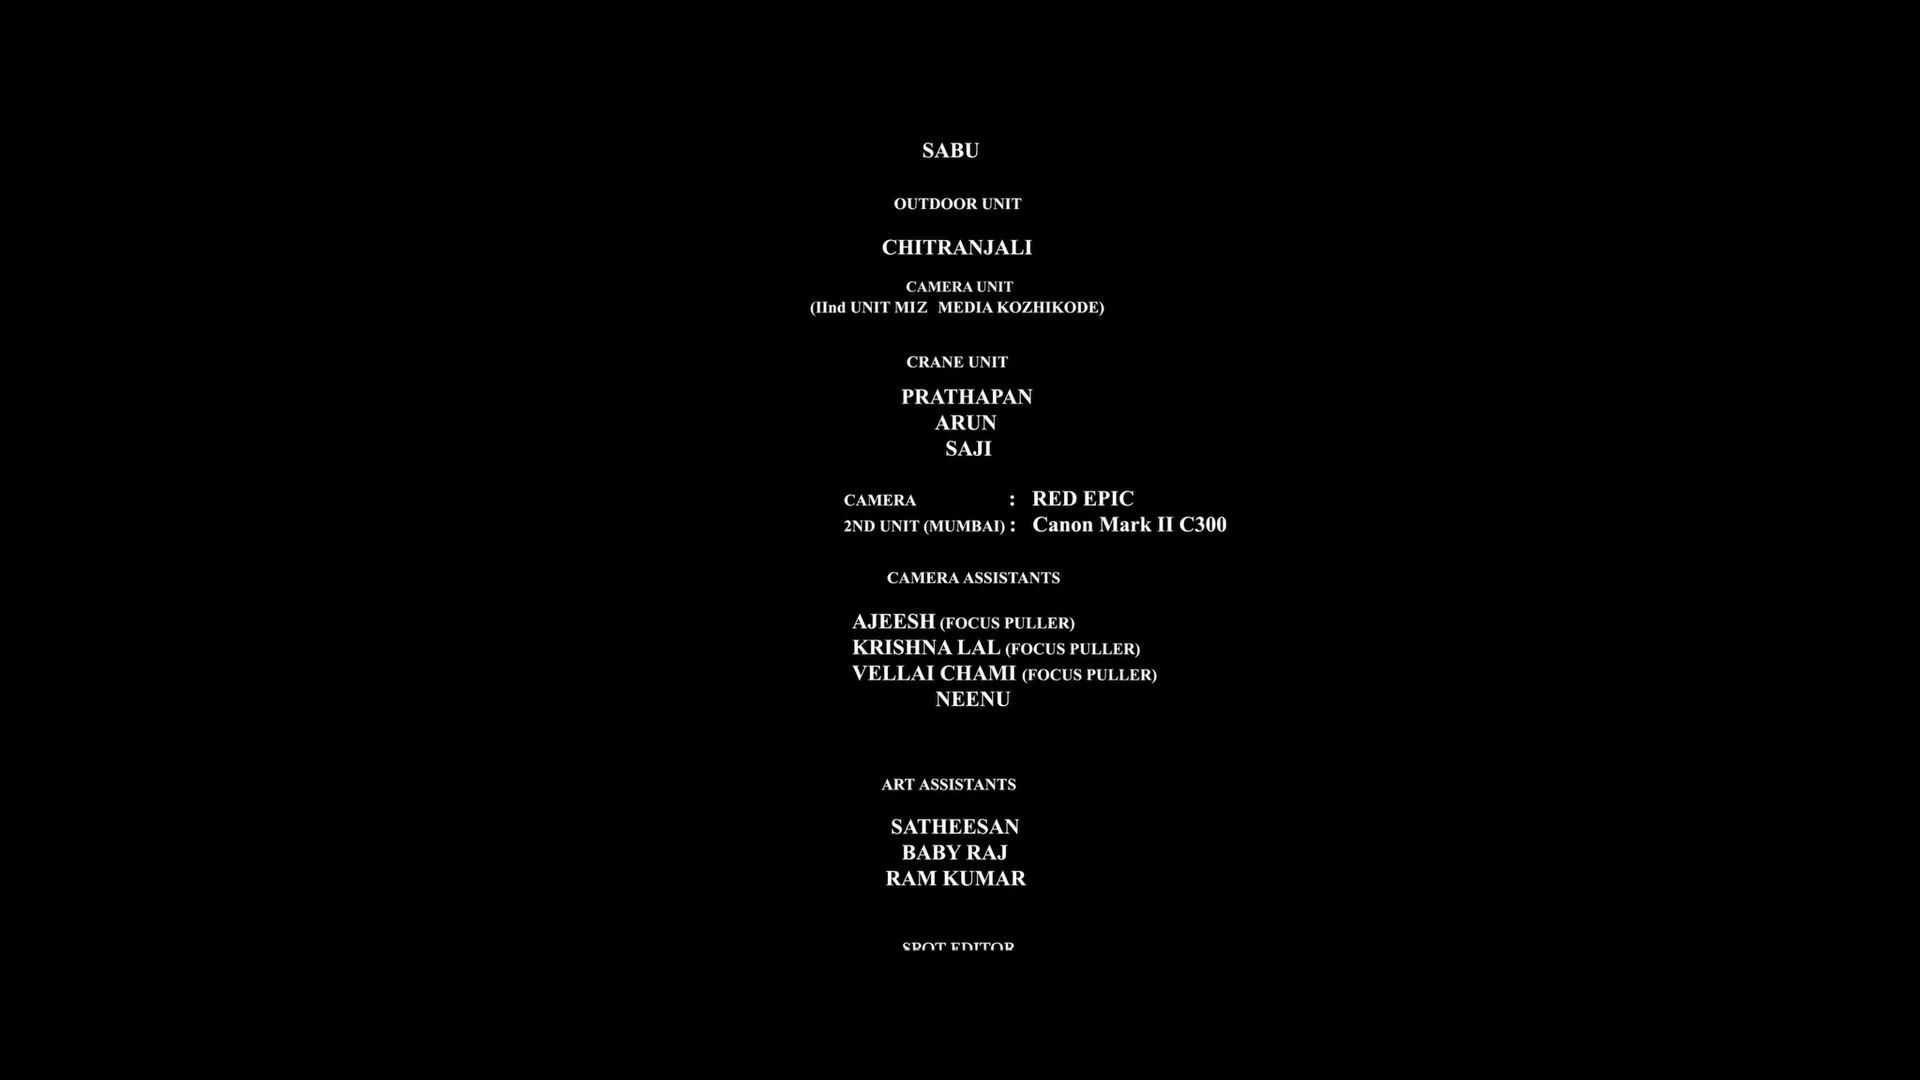 SABU
OUTDOOR UNIT
CHITRANJALI
CAMERA UNIT
(IInd UNIT MIZ MEDIA KOZHIKODE)
CRANE UNIT
PRATHAPAN
ARUN
SAJI
CAMERA : RED EPIC
2ND UNIT (MUMBAI) : Canon Mark II C300
CAMERA ASSISTANTS
AJEESH (FOCUS PULLER)
KRISHNA LAL (FOCUS PULLER)
VELLAI CHAMI (FOCUS PULLER)
NEENU
ART ASSISTANTS
SATHEESAN
BABY RAJ
RAM KUMAR
SPOT EDITOR